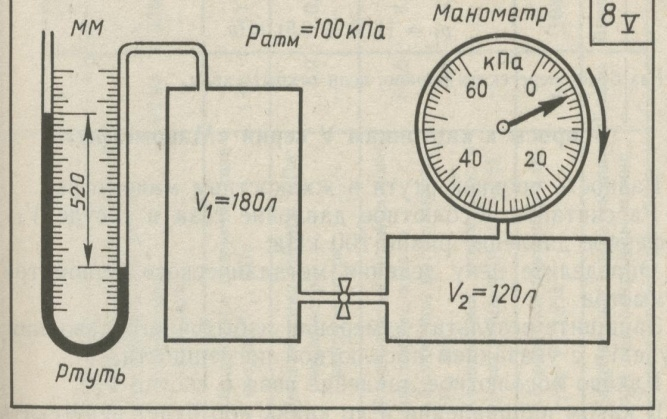 мм
Pатм=100кПа
Манометр
8 V
кПа
60 0
40 20
520
V1=180л
V2=120л
Ртуть